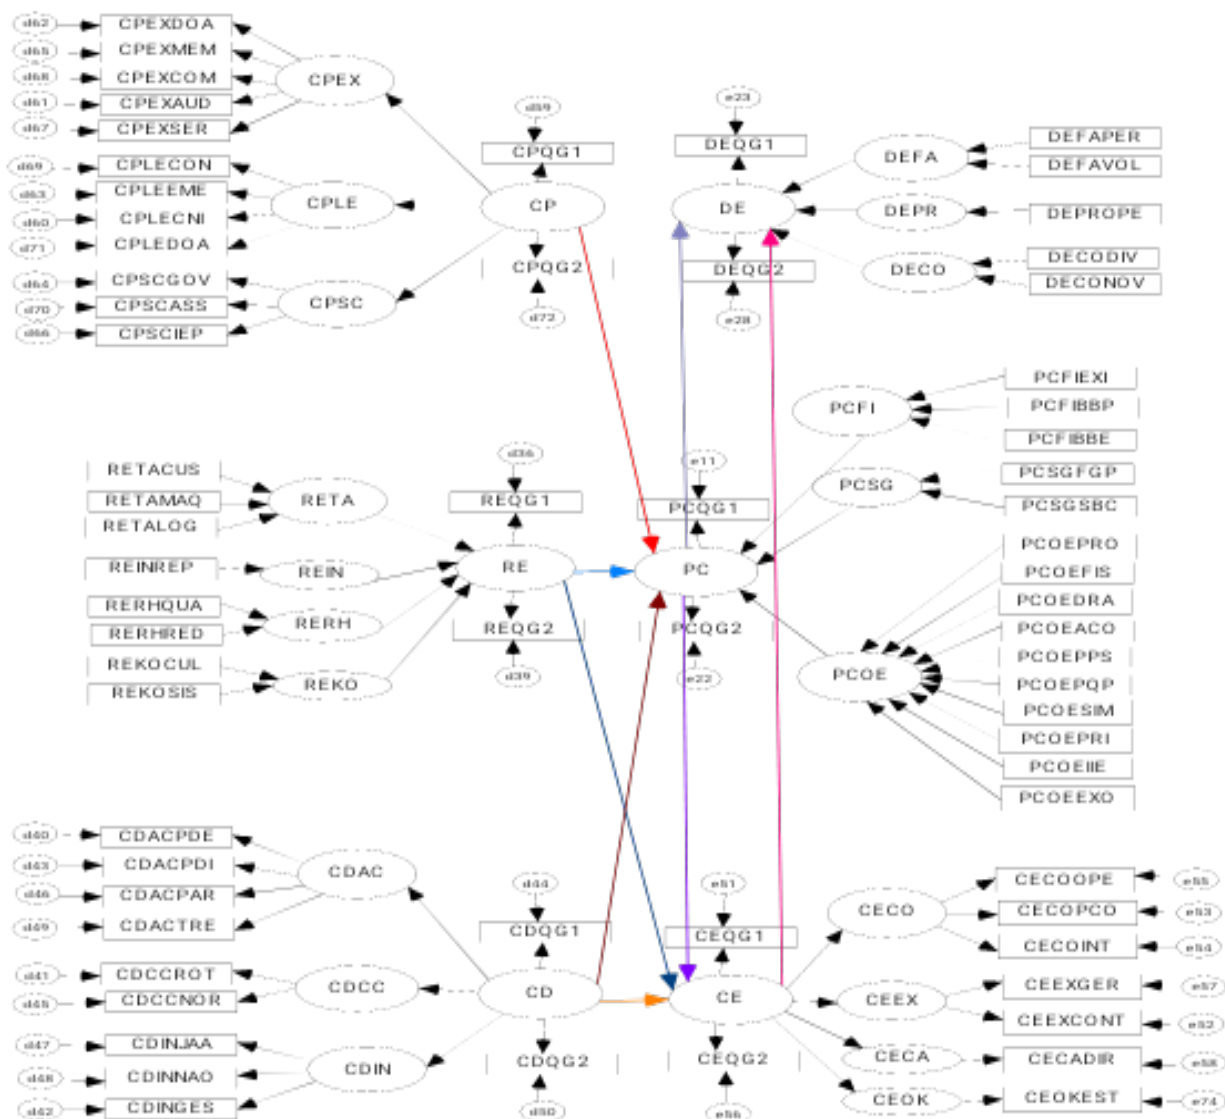 d62 CPEXDOA
d65 CPEXMEM
d68 CPEXCOM
d61 CPEXAUD
d67 CPEXSER
CPEX
d69 CPLECON
d63 CPLEEME
d60 CPLECNI
d71 CPLEDOA
CPLE
d64 CPSCGOV
d70 CPSCASS
d66 CPSCIEP
CPSC
d59
CPQG1
CP
CPQG2
d72
e23
DEQG1
DE
DEQG2
e28
DEFA
DEPR
DECO
DEFAPER
DEFAVOL
DEPROPE
DECODIV
DECONOV
RETACUS
RETAMAQ
RETALOG
RETA
REINREP
REIN
RERHQUA
RERHRED
RERH
REKOCUL
REKOSIS
REKO
d36
REQG1
RE
REQG2
d39
e11
PCQG1
PC
PCQG2
e22
PCFI
PCSG
PCOE
PCFIEXI
PCFIBBP
PCFIBBE
PCSGFGP
PCSGSBC
PCOEPRO
PCOEFIS
PCOEDRA
PCOEACO
PCOEPPS
PCOEPQP
PCOESIM
PCOEPRI
PCOEIIE
PCOEEXO
d40 CDACPDE
d43 CDACPDI
d46 CDACPAR
d49 CDACTRE
CDAC
d41 CDCCROT
d45 CDCCNOR
CDCC
d47 CDINJAA
d48 CDINNAO
d42 CDINGES
CDIN
d44
CDQG1
CD
CDQG2
d50
e51
CEQG1
CE
CEQG2
e56
CECO
CEEX
CECA
CEOK
CECOOPE e55
CECOPCO e53
CECOINT e54
CEEXGER e57
CEEXCONT e52
CECADIR e58
CEOKEST e74